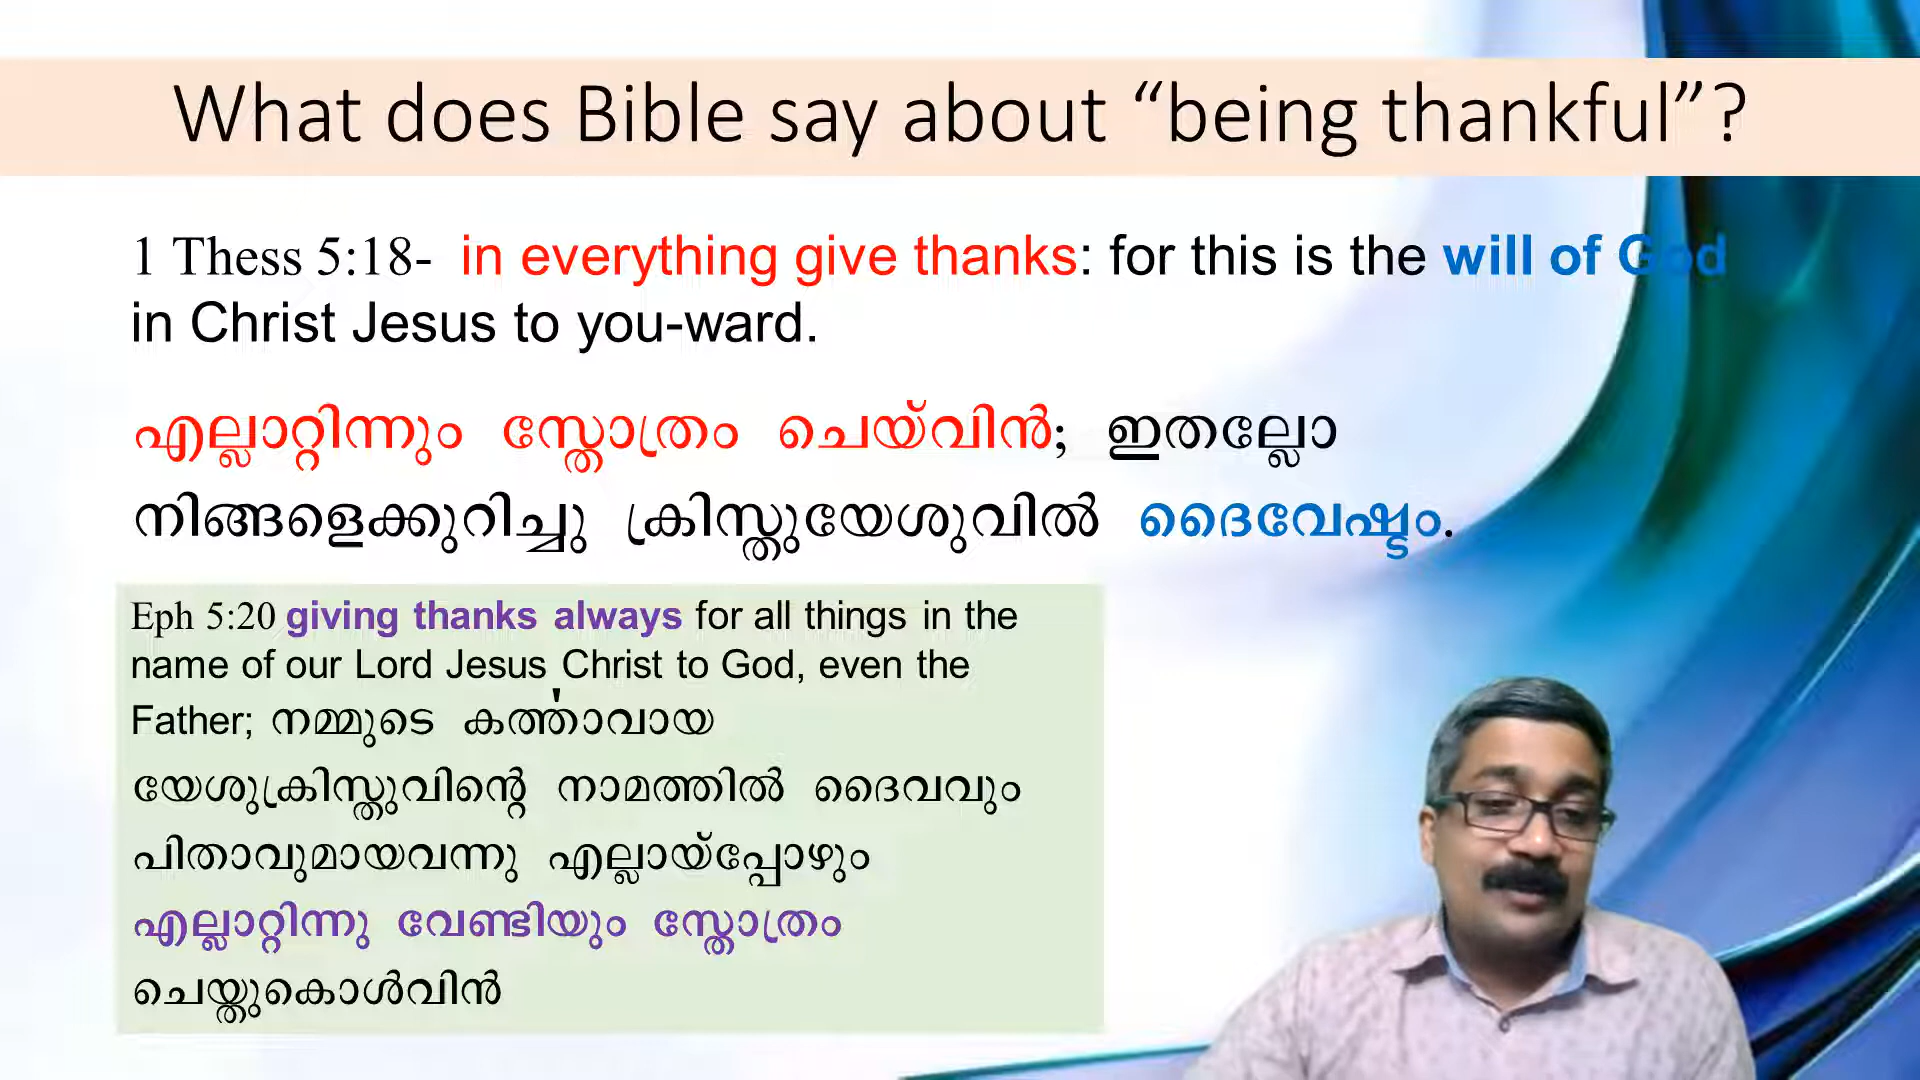 What does Bible say about “being thankful”?
1 Thess 5:18- in everything give thanks: for this is the will of God
in Christ Jesus to you-ward.
എല്ലാറ്റിന്നും സ്തോത്രം ചെയ്‌വിൻ; ഇതല്ലോ
നിങ്ങളെക്കുറിച്ചു ക്രിസ്തുയേശുവിൽ ദൈവേഷ്ടം.
Eph 5:20 giving thanks always for all things in the
name of our Lord Jesus Christ to God, even the
Father; നമ്മുടെ കൎത്താവായ
യേശുക്രിസ്തുവിന്റെ നാമത്തിൽ ദൈവവും
പിതാവുമായവന്നു എല്ലായ്പ്പോഴും
എല്ലാറ്റിന്നു വേണ്ടിയും സ്തോത്രം
ചെയ്തുകൊൾവിൻ